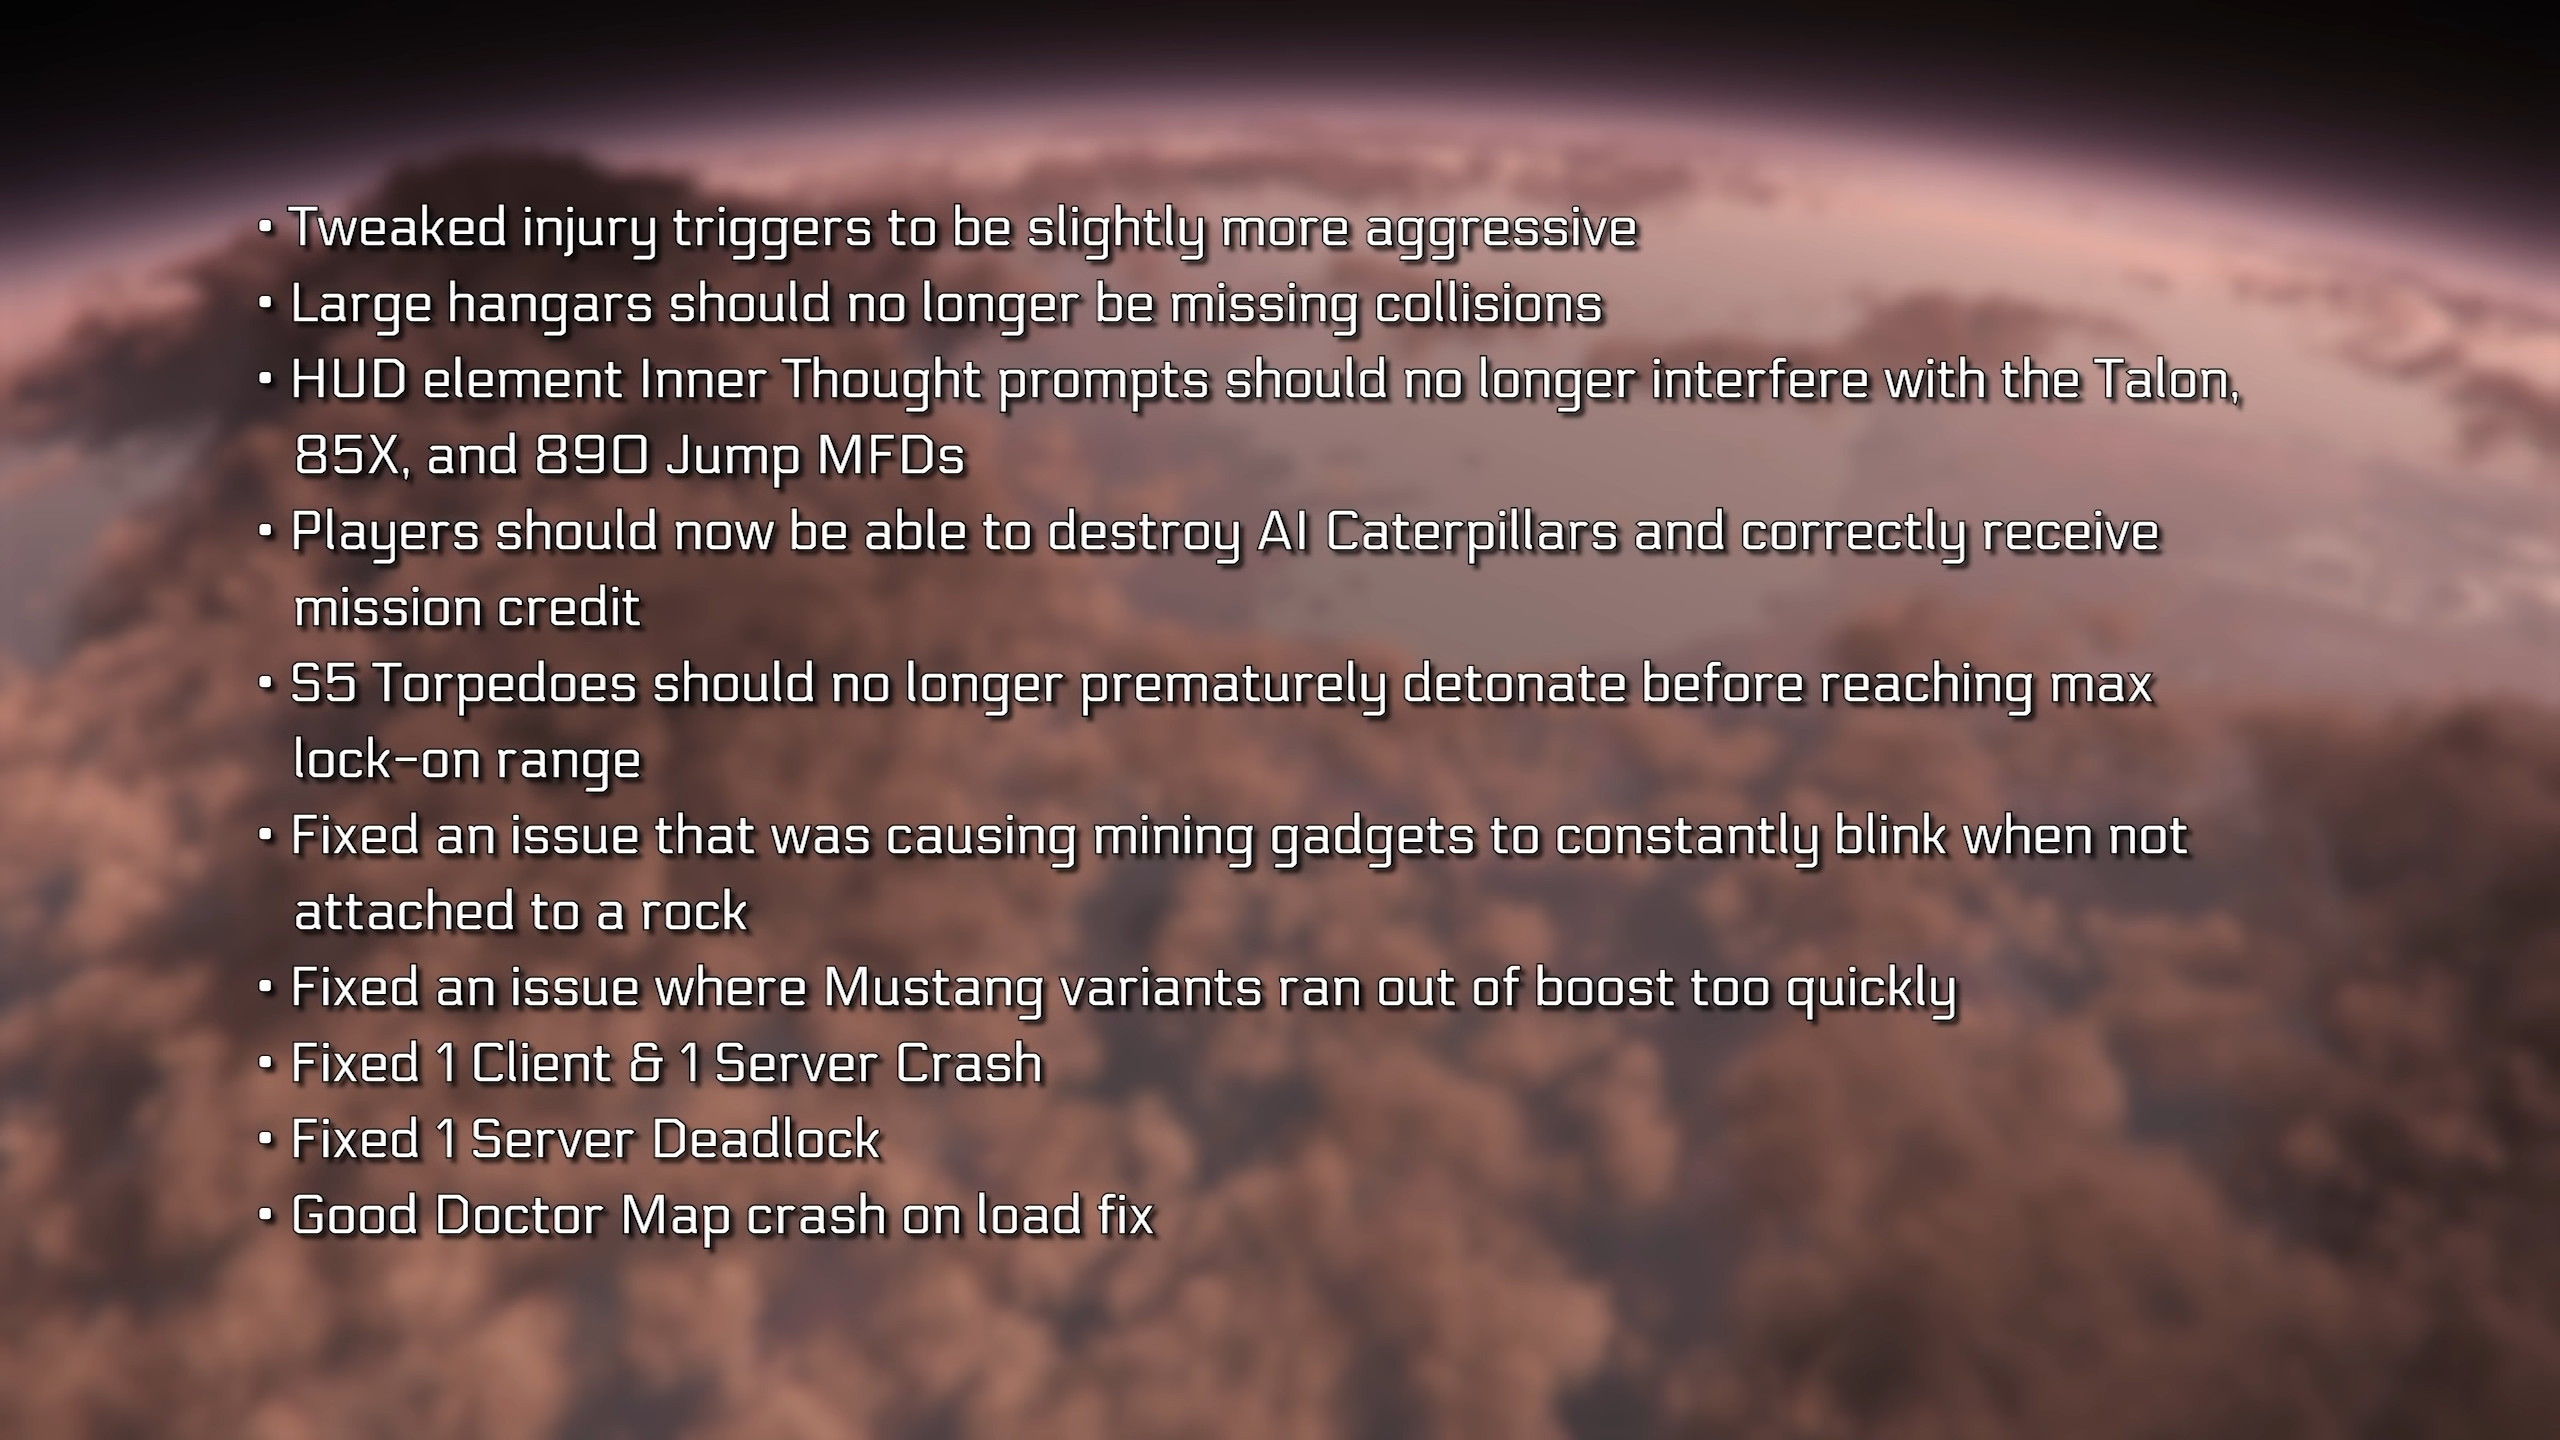 • Tweaked injury triggers to be slightly more aggressive
• Large hangars should no longer be missing collisions
• HUD element Inner Thought prompts should no longer interfere with the Talon,
85X, and 890 Jump MFDs
• Players should now be able to destroy AI Caterpillars and correctly receive
mission credit
• S5 Torpedoes should no longer prematurely detonate before reaching max
lock-on range
• Fixed an issue that was causing mining gadgets to constantly blink when not
attached to a rock
• Fixed an issue where Mustang variants ran out of boost too quickly
• Fixed 1 Client & 1 Server Crash
• Fixed 1 Server Deadlock
• Good Doctor Map crash on load fix